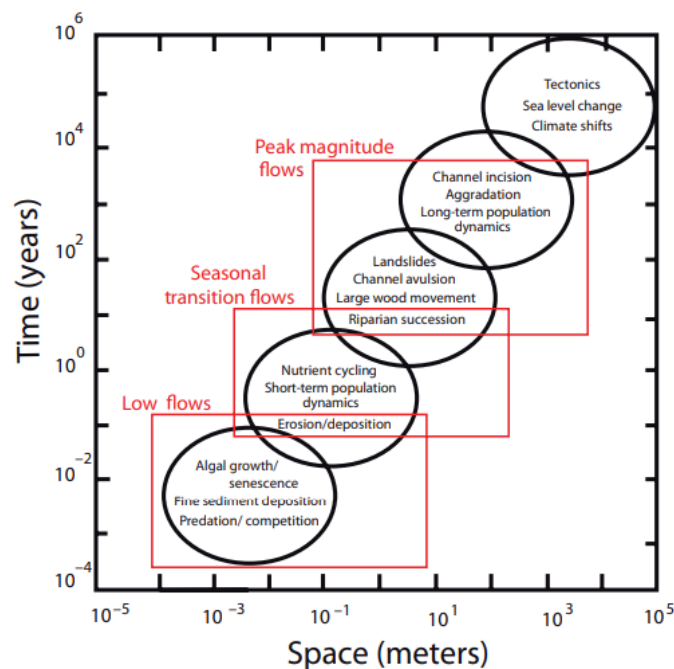 10^6
Tectonics
Sea level change
Climate shifts
10^4
Peak magnitude
flows
Channel incision
Aggradation
Long-term population
dynamics
10^2
Landslides
Channel avulsion
Large wood movement
Riparian succession
Seasonal
transition flows
10^0
Nutrient cycling
Short-term population
dynamics
Erosion/deposition
Low flows
10^-2
Algal growth/
senescence
Fine sediment deposition
Predation/ competition
10^-4
Time (years)
10^-5 10^-3 10^-1 10^1 10^3 10^5
Space (meters)